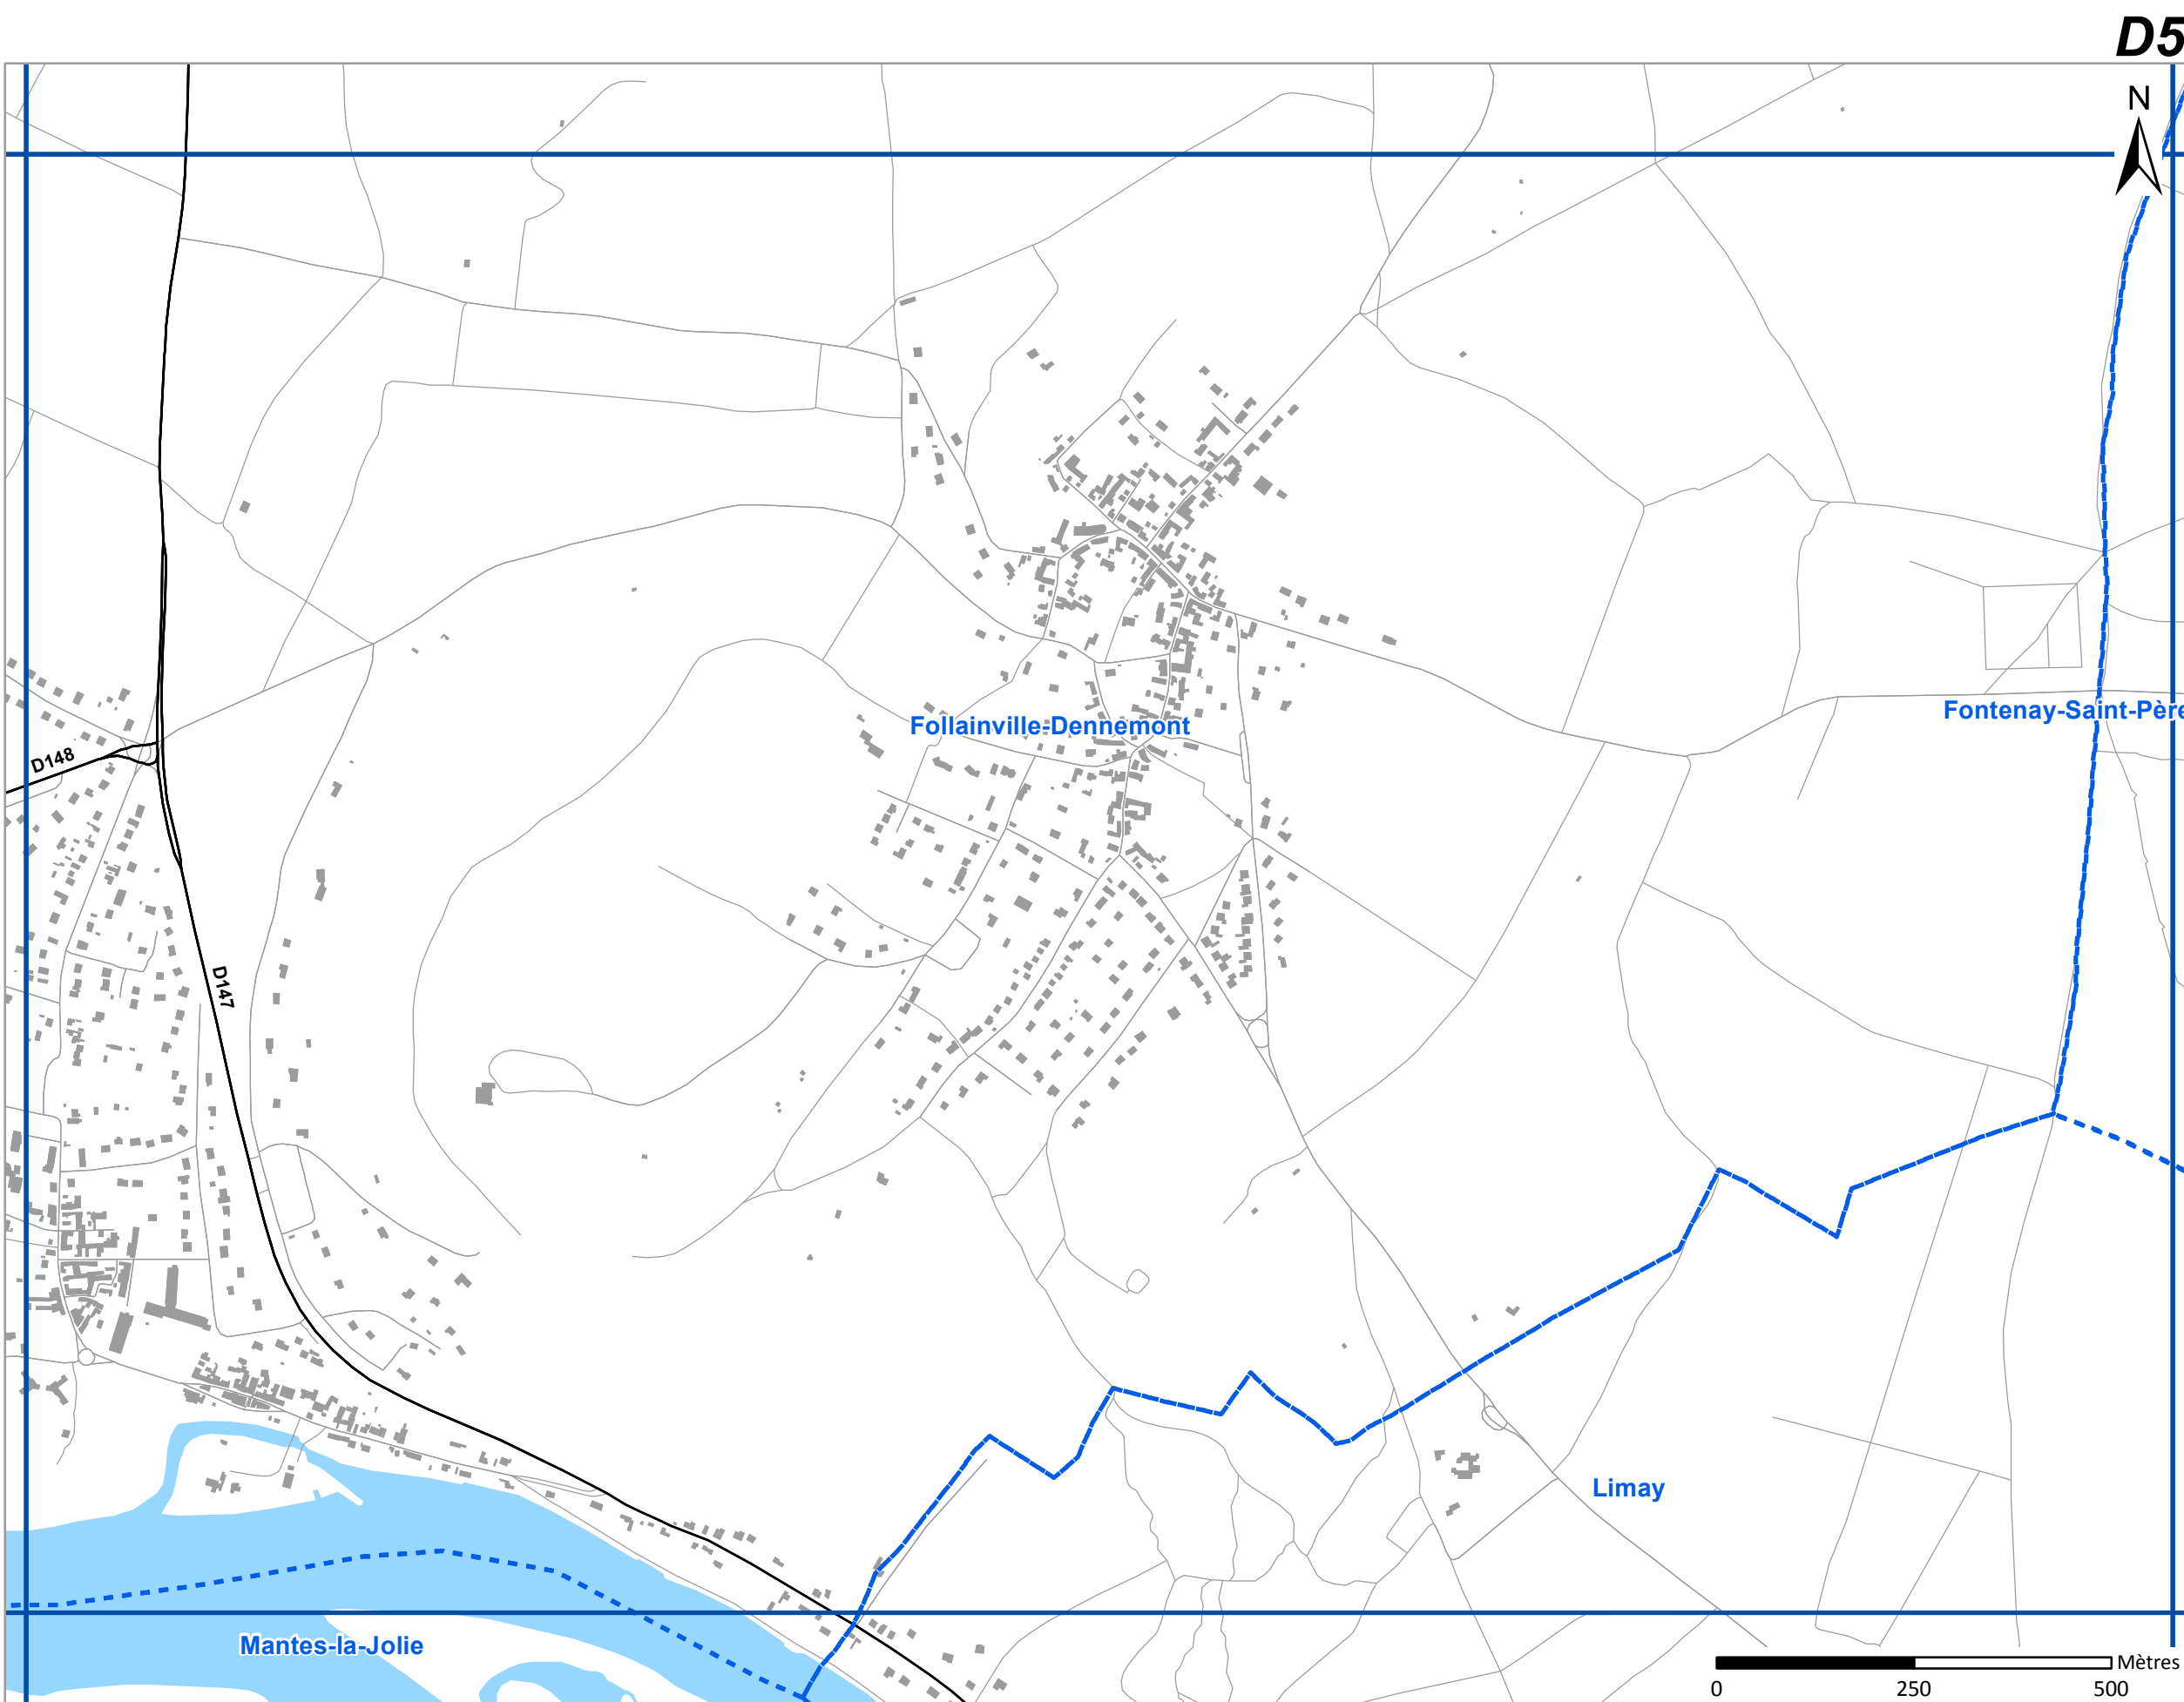 D5
N
Follainville-Dennemont
Fontenay-Saint-Père
D148
D147
Limay
Mantes-la-Jolie
Mètres
0 250 500